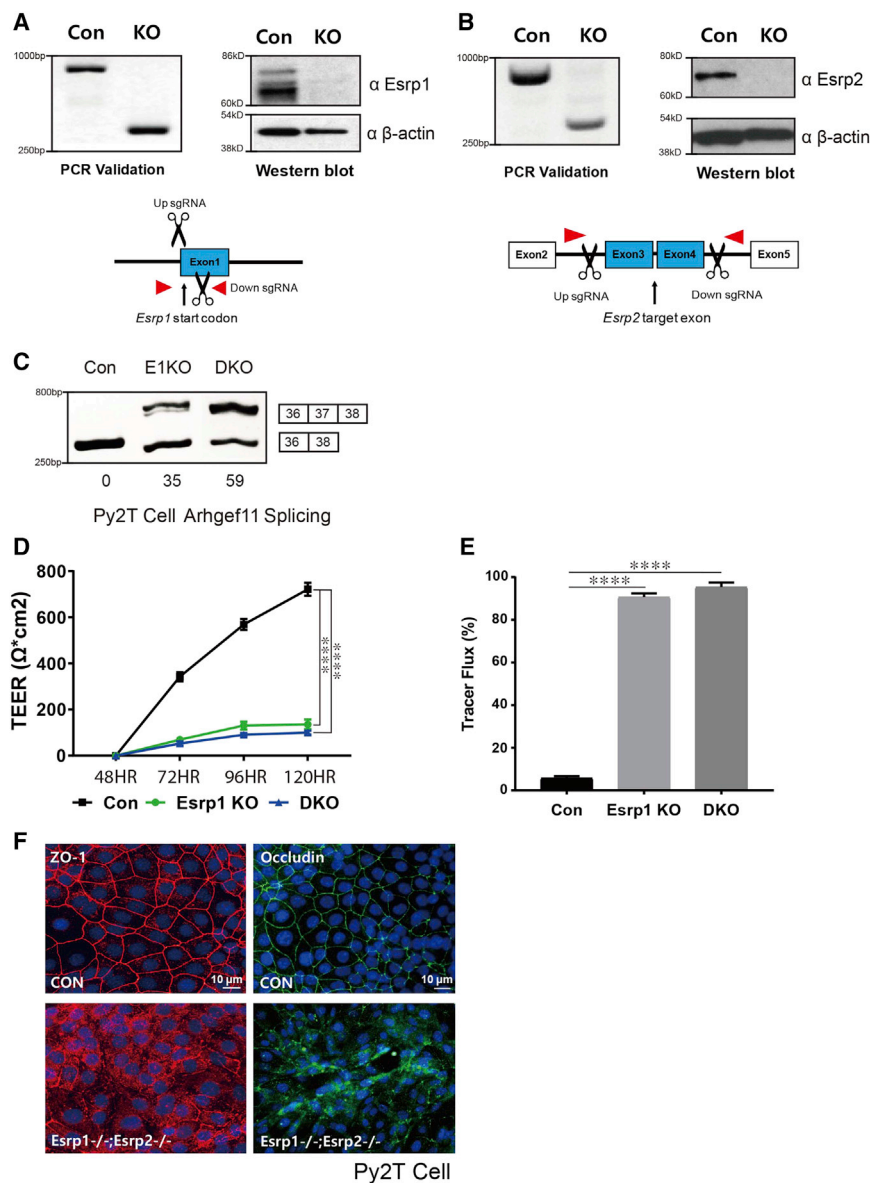 A
Con KO
1000bp
250bp
PCR Validation
Con KO
86kD
60kD
54kD
38kD
α Esrp1
α β-actin
Western blot
Up sgRNA
Exon1
Down sgRNA
Esrp1 start codon
B
Con KO
1000bp
250bp
PCR Validation
Con KO
80kD
60kD
54kD
38kD
α Esrp2
α β-actin
Western blot
Exon2 Exon3 Exon4 Exon5
Up sgRNA Down sgRNA
Esrp2 target exon
C
Con E1KO DKO
800bp
250bp
36 37 38
36 38
0 35 59
Py2T Cell Arhgef11 Splicing
D
TEER (Ω*cm2)
800
600
400
200
0
48HR 72HR 96HR 120HR
****
****
Con Esrp1 KO DKO
E
Tracer Flux (%)
100
80
60
40
20
0
****
****
Con Esrp1 KO DKO
F
ZO-1
CON
10 μm
Occludin
CON
10 μm
Esrp1-/-;Esrp2-/-
Esrp1-/-;Esrp2-/-
Py2T Cell